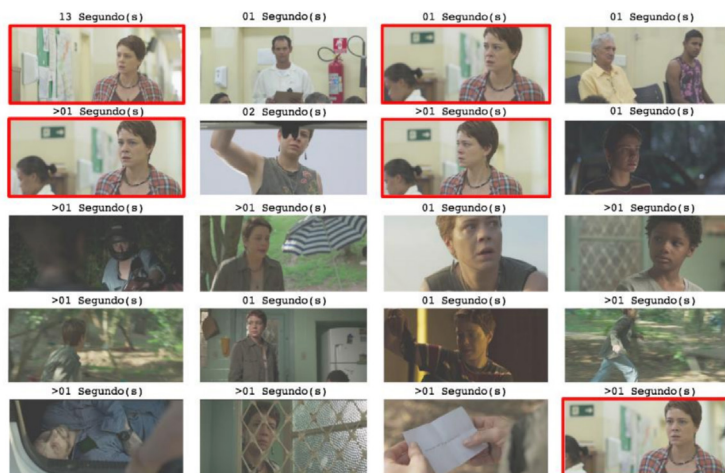 13 Segundo(s) 01 Segundo(s) 01 Segundo(s) 01 Segundo(s)
>01 Segundo(s) 02 Segundo(s) >01 Segundo(s) 01 Segundo(s)
>01 Segundo(s) >01 Segundo(s) 01 Segundo(s) >01 Segundo(s)
>01 Segundo(s) 01 Segundo(s) 01 Segundo(s) >01 Segundo(s)
>01 Segundo(s) >01 Segundo(s) >01 Segundo(s) >01 Segundo(s)